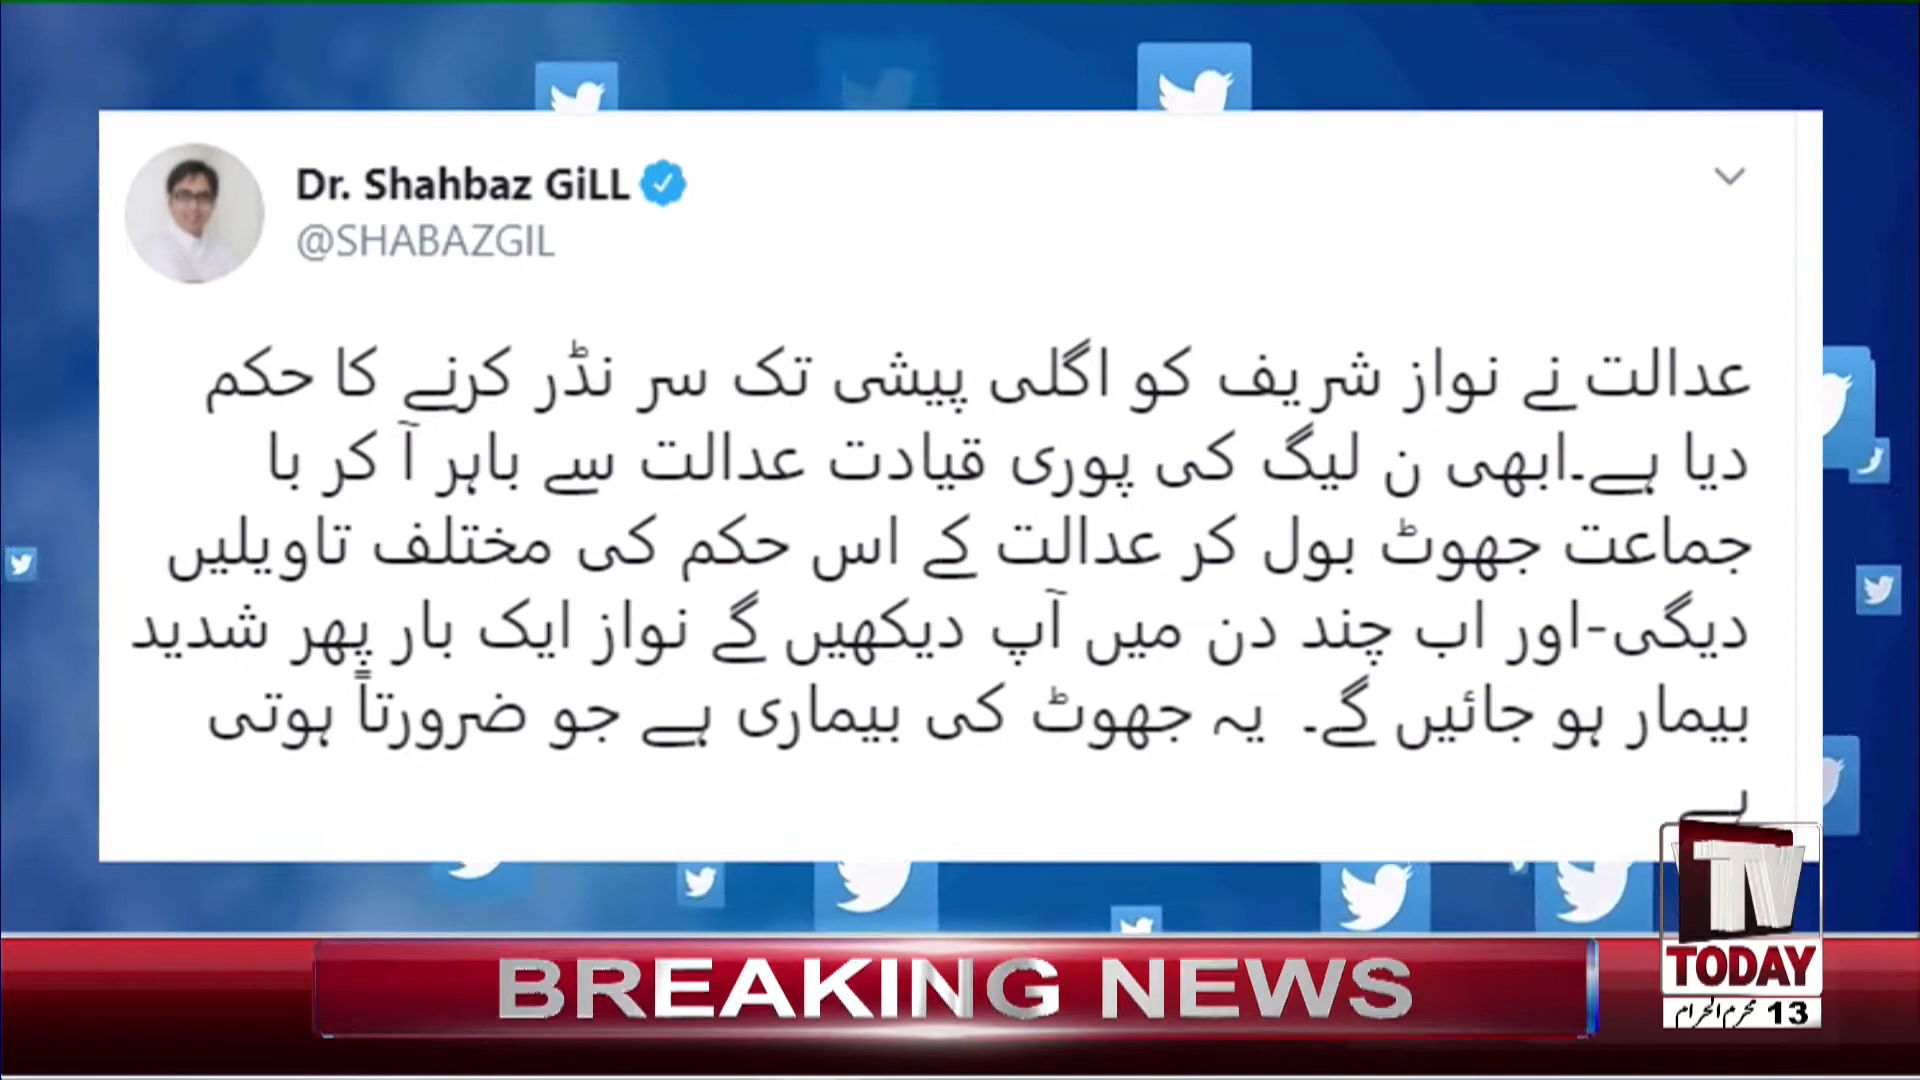 Dr. Shahbaz GiLL
@SHABAZGIL
عدالت نے نواز شریف کو اگلی پیشی تک سر نڈر کرنے کا حکم
دیا ہے۔ابھی ن لیگ کی پوری قیادت عدالت سے باہر آ کر با
جماعت جھوٹ بول کر عدالت کے اس حکم کی مختلف تاویلیں
دیگی-اور اب چند دن میں آپ دیکھیں گے نواز ایک بار پھر شدید
بیمار ہو جائیں گے۔ یہ جھوٹ کی بیماری ہے جو ضرورتاً ہوتی
ہے
BREAKING NEWS
TV
TODAY
13 محرم الحرام